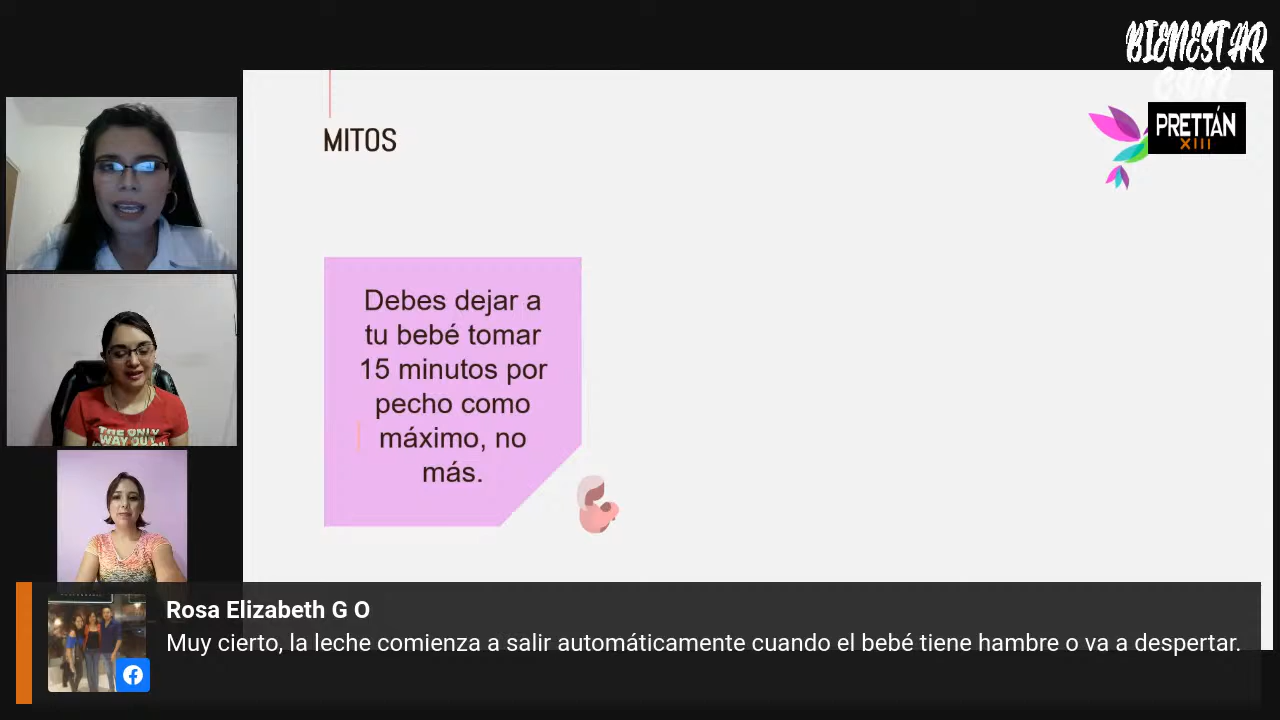 BIENESTAR
CON
PRETTÁN
XIII
MITOS
Debes dejar a
tu bebé tomar
15 minutos por
pecho como
máximo, no
más.
THE ONLY
WAY OUT
Rosa Elizabeth G O
Muy cierto, la leche comienza a salir automáticamente cuando el bebé tiene hambre o va a despertar.